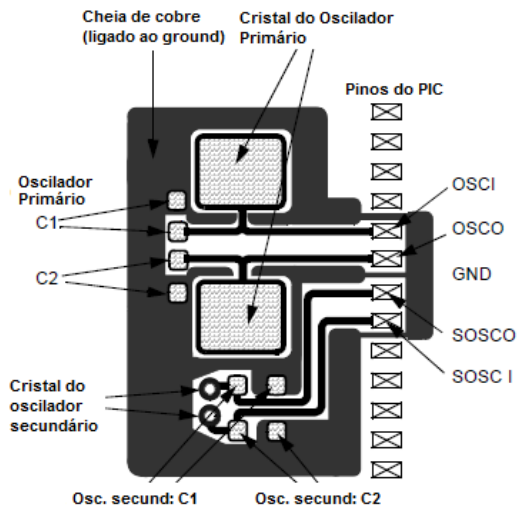 Cheia de cobre
(ligado ao ground)
Cristal do Oscilador
Primário
Pinos do PIC
Oscilador
Primário
C1
C2
OSCI
OSCO
GND
SOSCO
SOSC I
Cristal do
oscilador
secundário
Osc. secund: C1
Osc. secund: C2